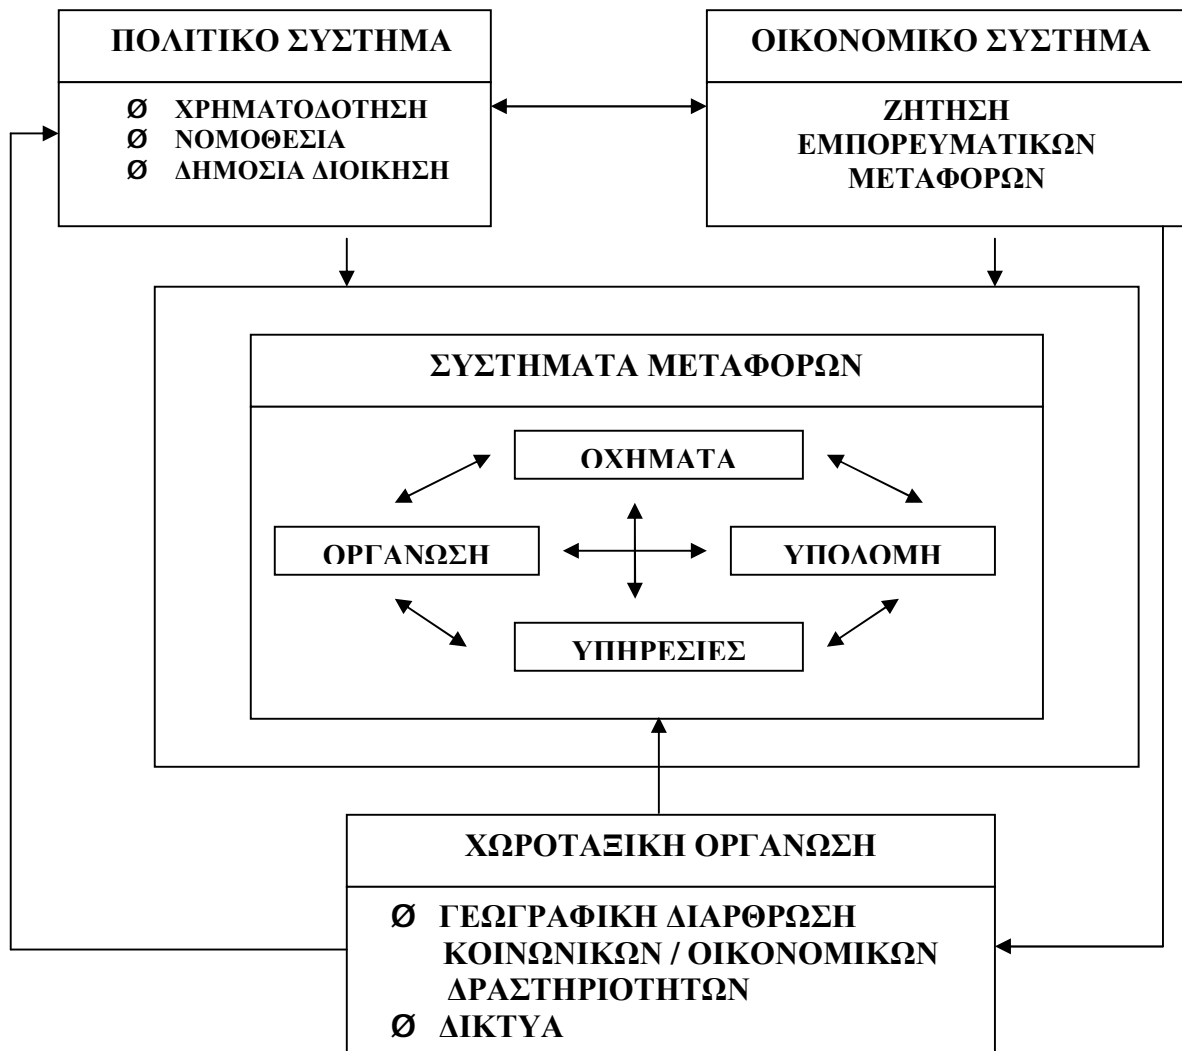 ΠΟΛΙΤΙΚΟ ΣΥΣΤΗΜΑ
Ø ΧΡΗΜΑΤΟΔΟΤΗΣΗ
Ø ΝΟΜΟΘΕΣΙΑ
Ø ΔΗΜΟΣΙΑ ΔΙΟΙΚΗΣΗ
ΟΙΚΟΝΟΜΙΚΟ ΣΥΣΤΗΜΑ
ΖΗΤΗΣΗ
ΕΜΠΟΡΕΥΜΑΤΙΚΩΝ
ΜΕΤΑΦΟΡΩΝ
ΣΥΣΤΗΜΑΤΑ ΜΕΤΑΦΟΡΩΝ
ΟΧΗΜΑΤΑ
ΟΡΓΑΝΩΣΗ
ΥΠΟΔΟΜΗ
ΥΠΗΡΕΣΙΕΣ
ΧΩΡΟΤΑΞΙΚΗ ΟΡΓΑΝΩΣΗ
Ø ΓΕΩΓΡΑΦΙΚΗ ΔΙΑΡΘΡΩΣΗ
ΚΟΙΝΩΝΙΚΩΝ / ΟΙΚΟΝΟΜΙΚΩΝ
ΔΡΑΣΤΗΡΙΟΤΗΤΩΝ
Ø ΔΙΚΤΥΑ